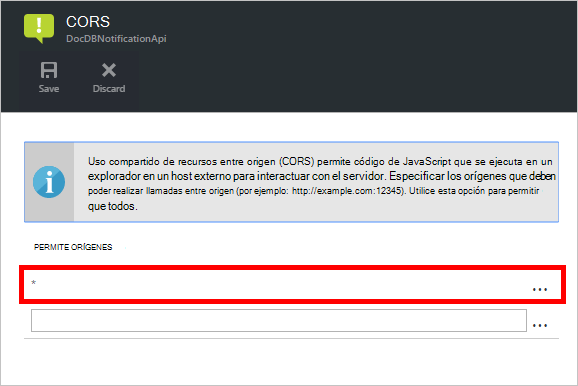 CORS
DocDBNotificationApi
Save Discard
Uso compartido de recursos entre origen (CORS) permite código de JavaScript que se ejecuta en un
explorador en un host externo para interactuar con el servidor. Especificar los orígenes que deben
poder realizar llamadas entre origen (por ejemplo: http://example.com:12345). Utilice esta opción para permitir
que todos.
PERMITE ORÍGENES
* ...
...